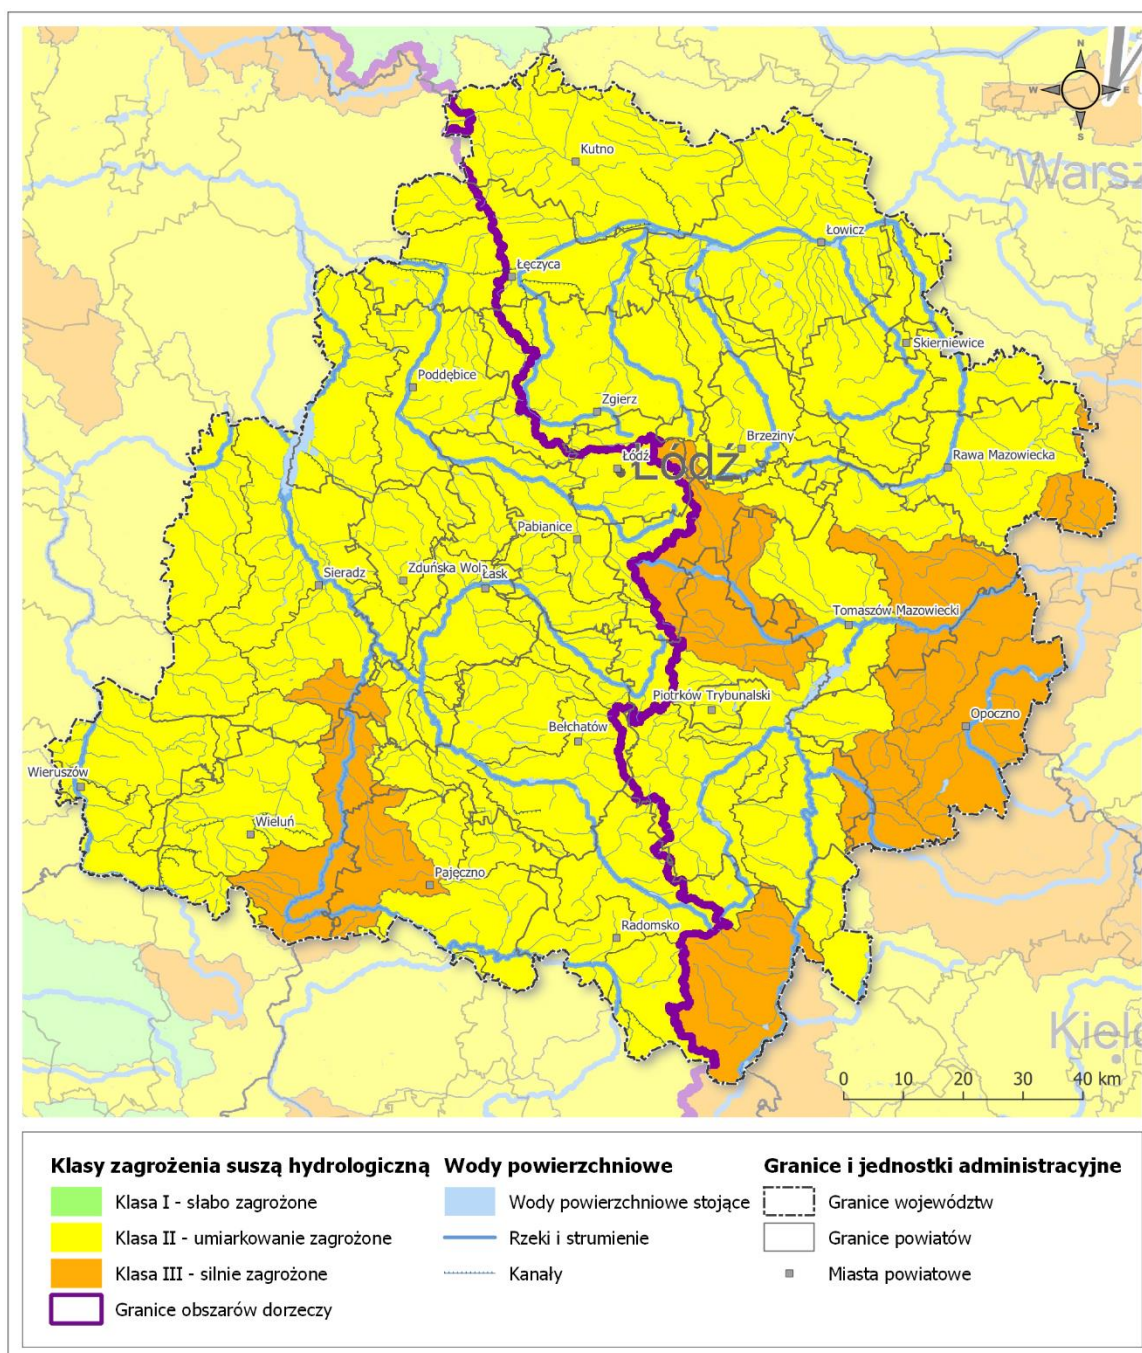 N
W
E
S
Warsz
Kutno
Łowicz
Łęczyca
Skierniewice
Poddębice
Zgierz
Brzeziny
Łódź
Łódź
Rawa Mazowiecka
Pabianice
Sieradz
Zduńska Wola
Łask
Tomaszów Mazowiecki
Piotrków Trybunalski
Opoczno
Bełchatów
Wieruszów
Wieluń
Pajęczno
Radomsko
Kielc
0 10 20 30 40 km
Klasy zagrożenia suszą hydrologiczną
Klasa I - słabo zagrożone
Klasa II - umiarkowanie zagrożone
Klasa III - silnie zagrożone
Granice obszarów dorzeczy
Wody powierzchniowe
Wody powierzchniowe stojące
Rzeki i strumienie
Kanały
Granice i jednostki administracyjne
Granice województw
Granice powiatów
Miasta powiatowe